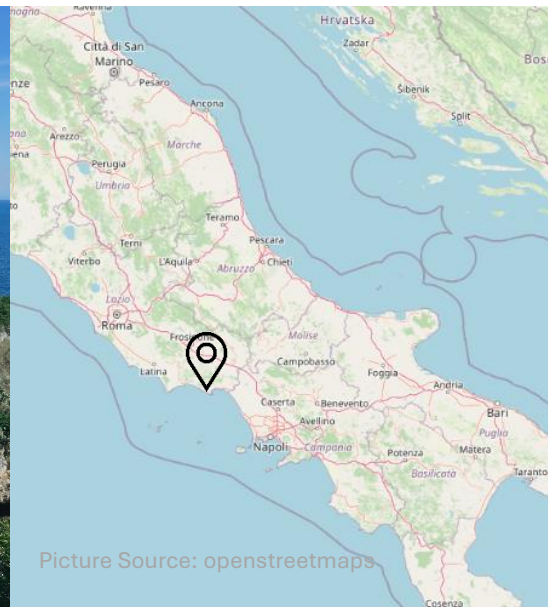 Hrvatska
Zadar
Città di San
Marino
Bos
Pesaro
Šibenik
Ancona
Split
Arezzo
Marche
Perugia
Umbria
Teramo
Terni
Pescara
Viterbo
L'Aquila
Chieti
Abruzzo
Lazio
Roma
Molise
Latina
Campobasso
Foggia
Andria
Caserta
Benevento
Bari
Avellino
Puglia
Napoli
Campania
Potenza
Matera
Basilicata
Taranto
Picture Source: openstreetmaps
Cosenza